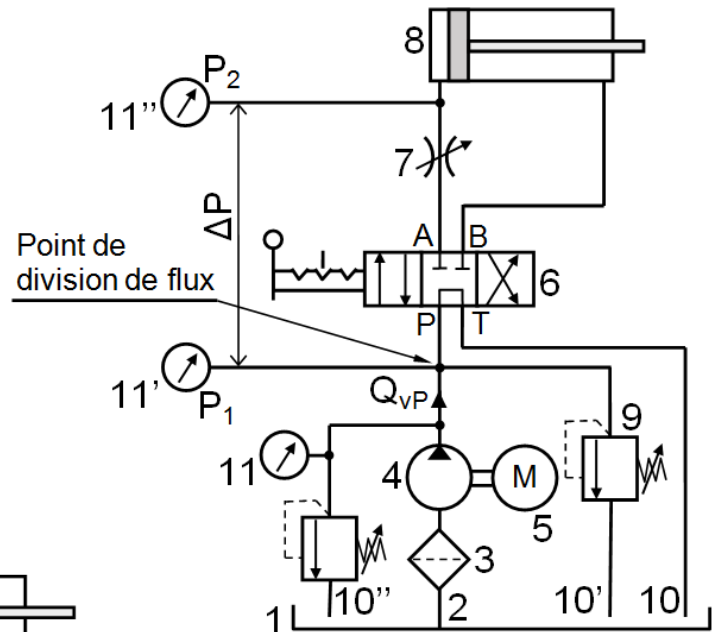 8
P2
11”
7
ΔP
Point de
division de flux
A B
6
P T
11’
P1
QvP
9
11
4
M
5
3
10”
2
10’
10
1